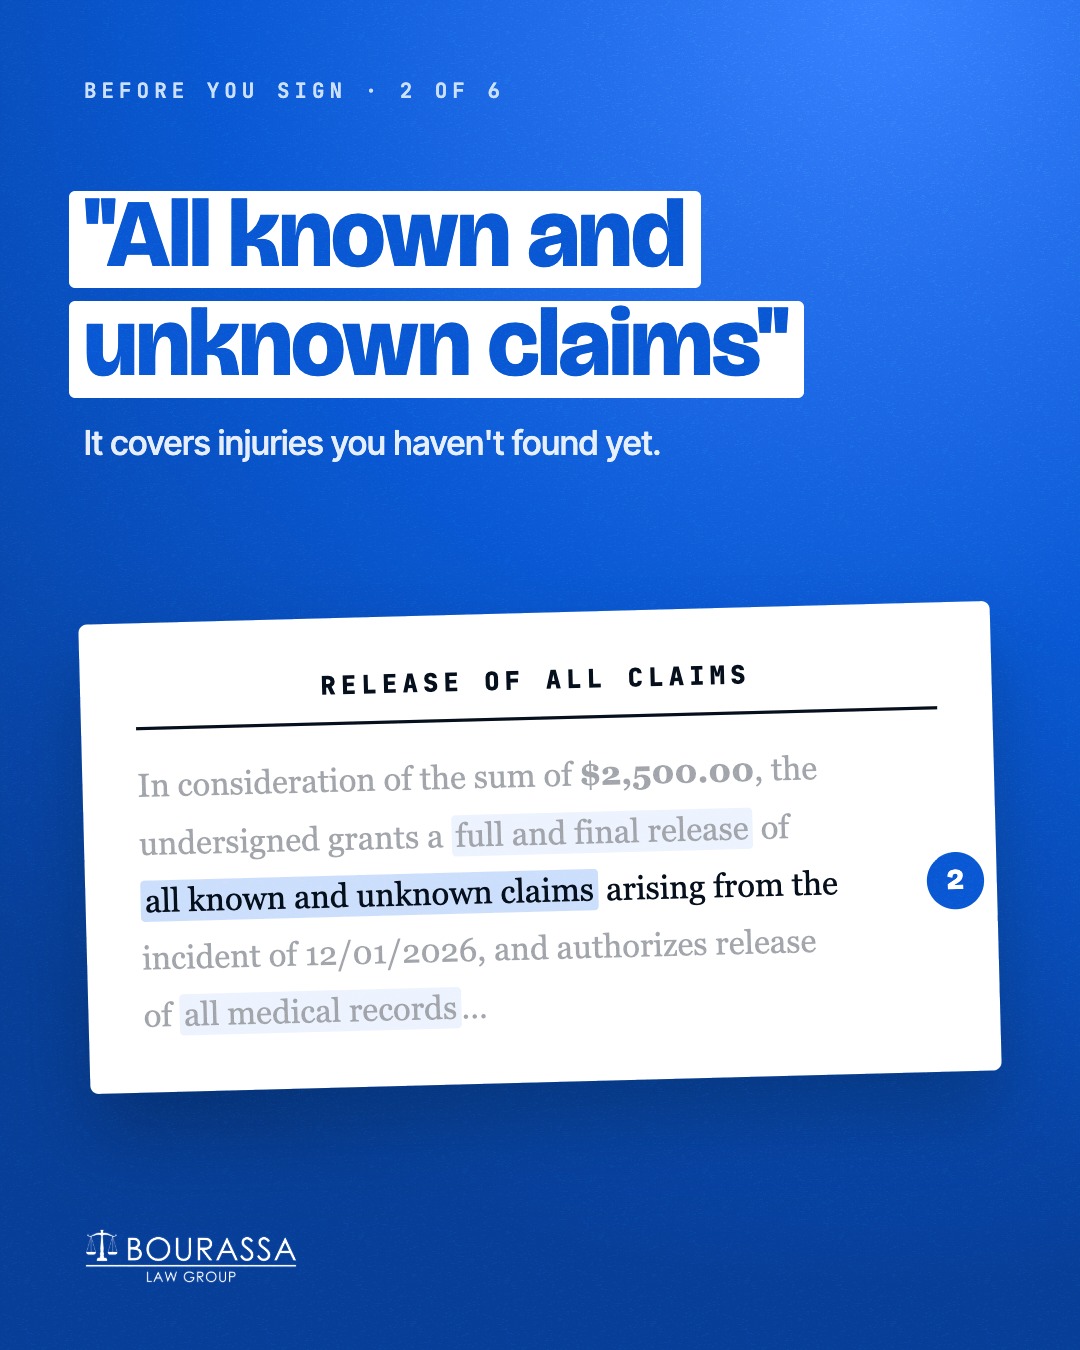 BEFORE YOU SIGN · 2 OF 6
"All known and
unknown claims"
It covers injuries you haven't found yet.
RELEASE OF ALL CLAIMS
In consideration of the sum of $2,500.00, the
undersigned grants a full and final release of
all known and unknown claims arising from the
2
incident of 12/01/2026, and authorizes release
of all medical records...
BOURASSA
LAW GROUP